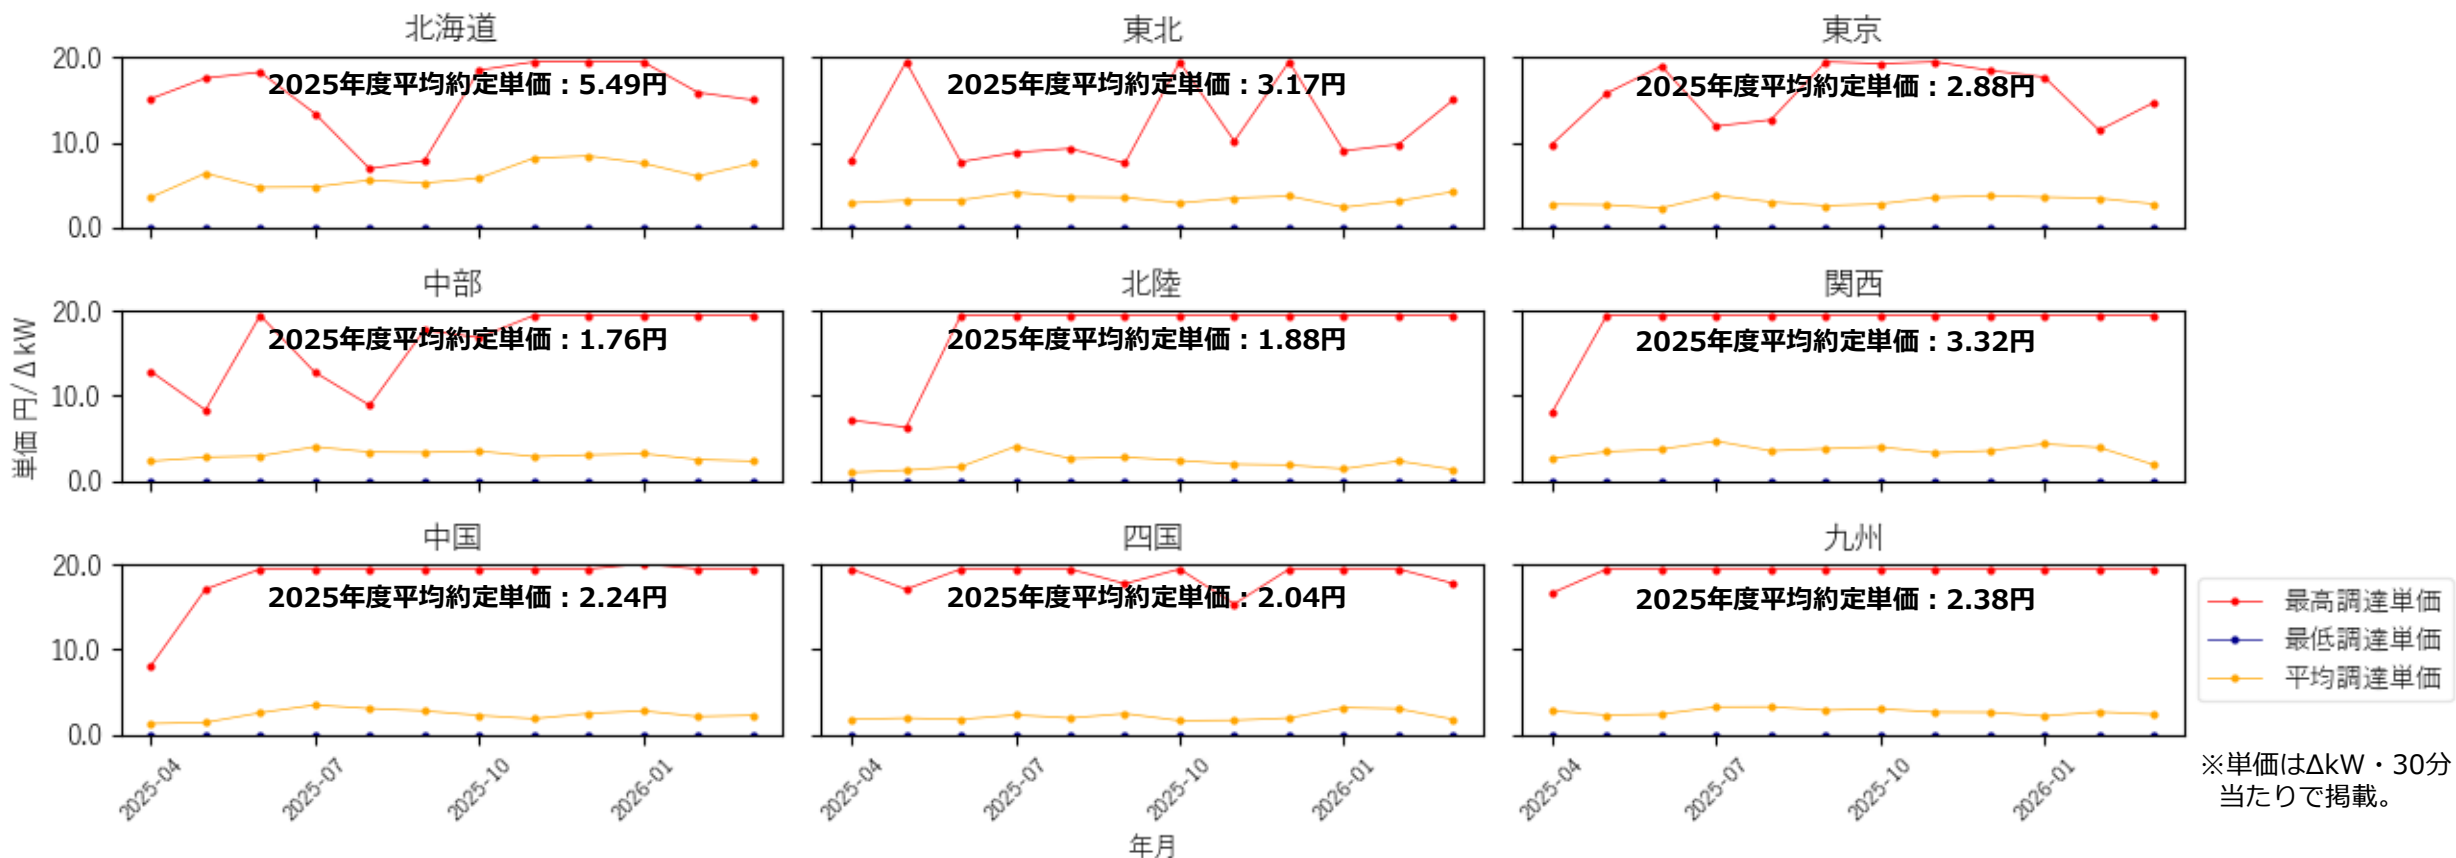 北海道
東北
東京
20.0
10.0
0.0
2025年度平均約定単価：5.49円
2025年度平均約定単価：3.17円
2025年度平均約定単価：2.88円
中部
北陸
関西
単価 円/ΔkW
20.0
10.0
0.0
2025年度平均約定単価：1.76円
2025年度平均約定単価：1.88円
2025年度平均約定単価：3.32円
中国
四国
九州
20.0
10.0
0.0
2025年度平均約定単価：2.24円
2025年度平均約定単価：2.04円
2025年度平均約定単価：2.38円
最高調達単価
最低調達単価
平均調達単価
2025-04
2025-07
2025-10
2026-01
2025-04
2025-07
2025-10
2026-01
2025-04
2025-07
2025-10
2026-01
年月
※単価はΔkW・30分
当たりで掲載。